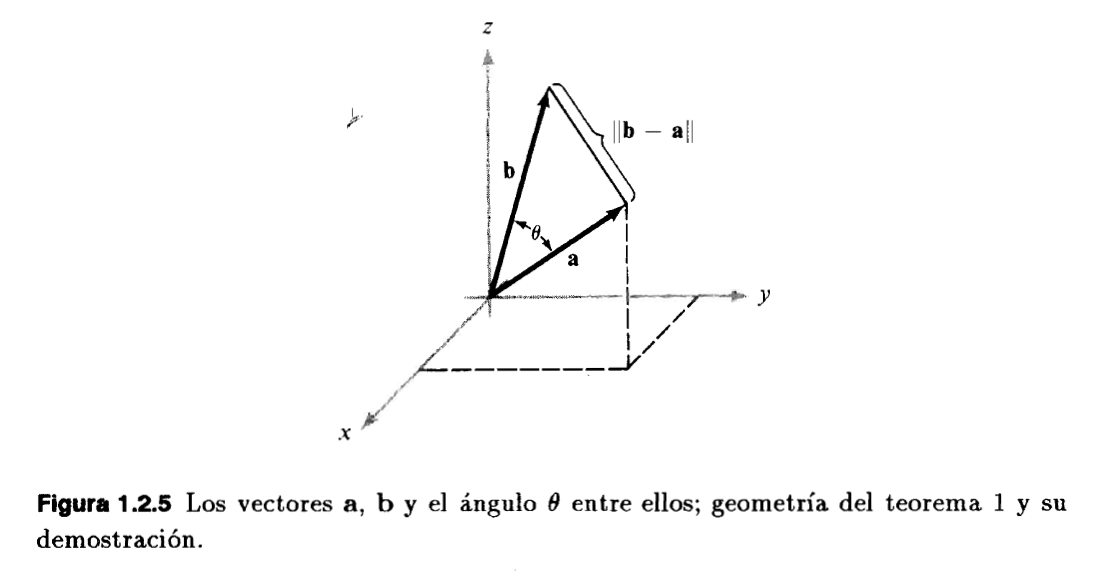 z
‖b − a‖
b
θ
a
y
x
Figura 1.2.5 Los vectores a, b y el ángulo θ entre ellos; geometría del teorema 1 y su
demostración.